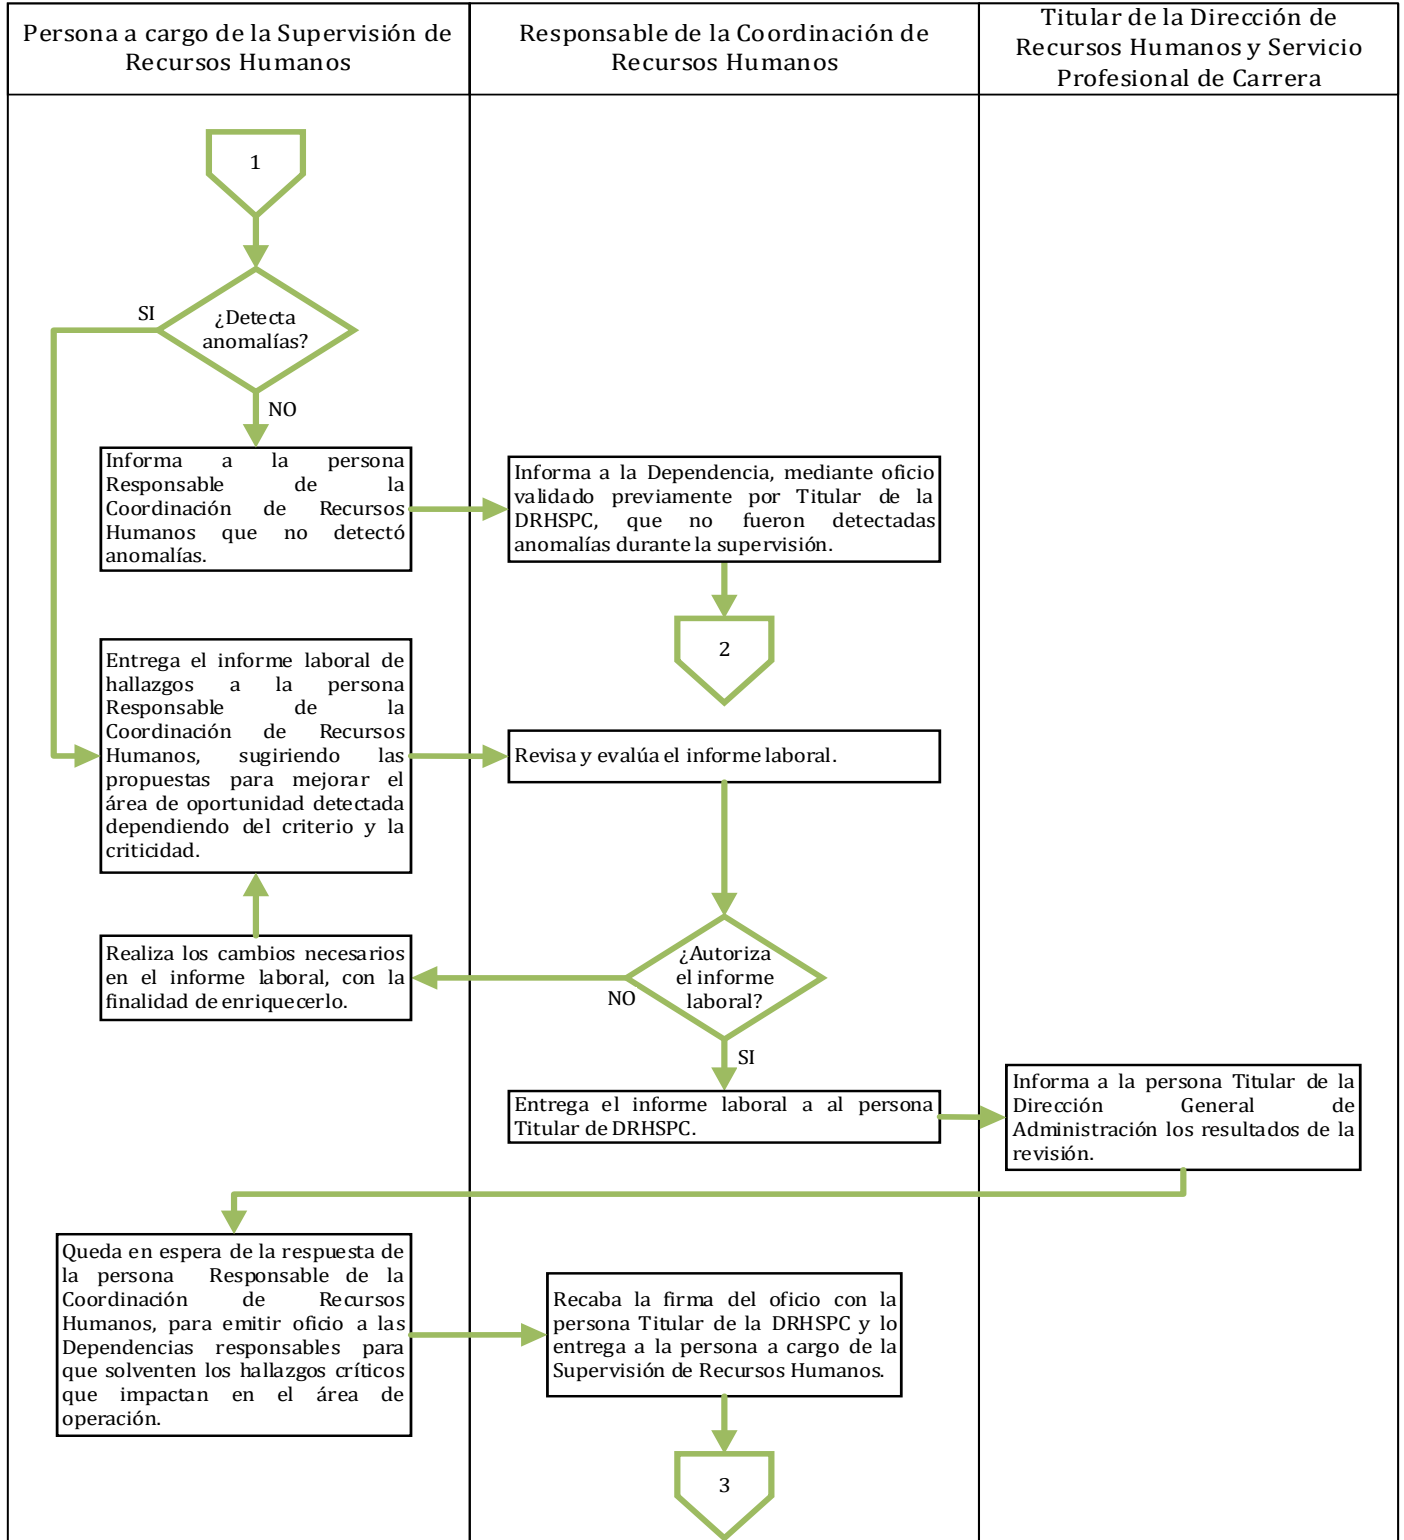 Persona a cargo de la Supervisión de
Recursos Humanos
Responsable de la Coordinación de
Recursos Humanos
Titular de la Dirección de
Recursos Humanos y Servicio
Profesional de Carrera
1
¿Detecta
anomalías?
SI
NO
Informa a la persona
Responsable de la
Coordinación de Recursos
Humanos que no detectó
anomalías.
Informa a la Dependencia, mediante oficio
validado previamente por Titular de la
DRHSPC, que no fueron detectadas
anomalías durante la supervisión.
2
Entrega el informe laboral de
hallazgos a la persona
Responsable de la
Coordinación de Recursos
Humanos, sugiriendo las
propuestas para mejorar el
área de oportunidad detectada
dependiendo del criterio y la
criticidad.
Revisa y evalúa el informe laboral.
¿Autoriza
el informe
laboral?
NO
SI
Realiza los cambios necesarios
en el informe laboral, con la
finalidad de enriquecerlo.
Entrega el informe laboral a al persona
Titular de DRHSPC.
Informa a la persona Titular de la
Dirección General de
Administración los resultados de la
revisión.
Queda en espera de la respuesta de
la persona Responsable de la
Coordinación de Recursos
Humanos, para emitir oficio a las
Dependencias responsables para
que solventen los hallazgos críticos
que impactan en el área de
operación.
Recaba la firma del oficio con la
persona Titular de la DRHSPC y lo
entrega a la persona a cargo de la
Supervisión de Recursos Humanos.
3